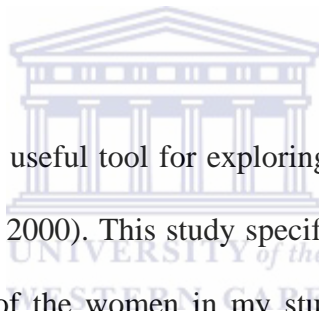 useful tool for exploring
2000). This study specif
UNIVERSITY of the
of the women in my stu
WESTERN CAPE